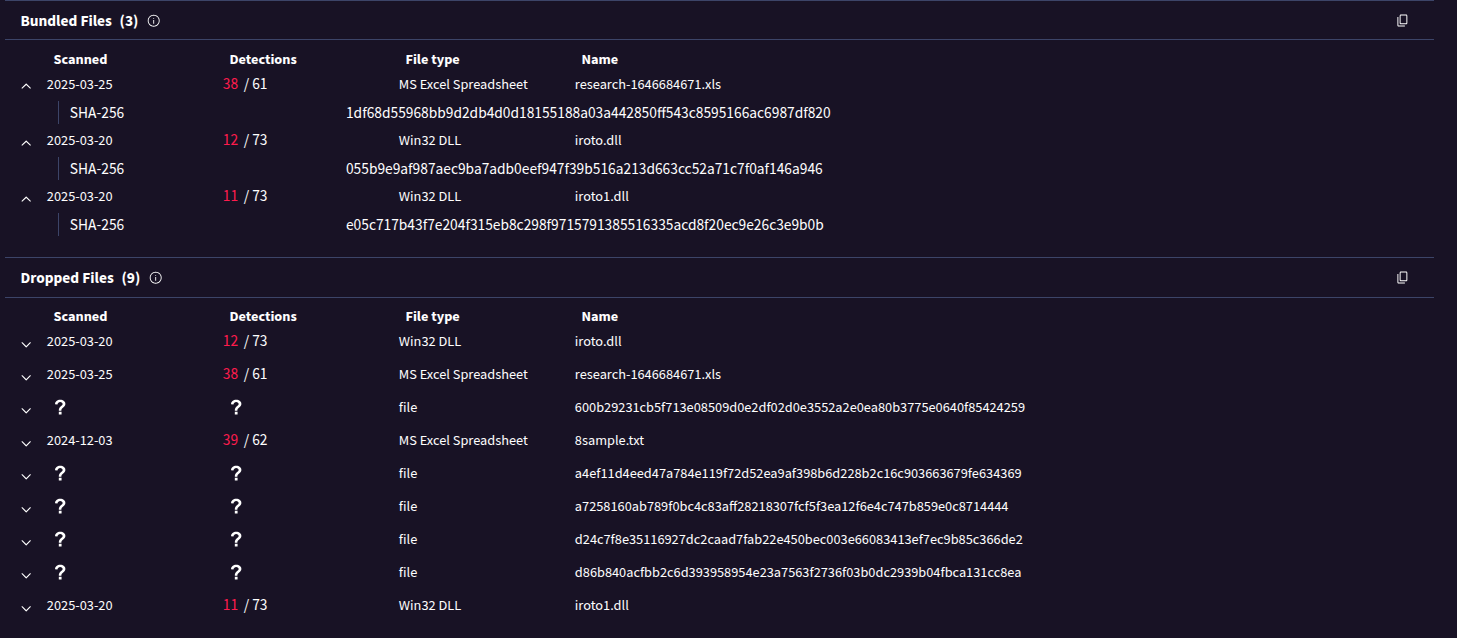 Bundled Files (3)
Scanned Detections File type Name
2025-03-25 38 / 61 MS Excel Spreadsheet research-1646684671.xls
SHA-256 1df68d55968bb9d2db4d0d18155188a03a442850ff543c8595166ac6987df820
2025-03-20 12 / 73 Win32 DLL iroto.dll
SHA-256 055b9e9af987aec9ba7adb0eef947f39b516a213d663cc52a71c7f0af146a946
2025-03-20 11 / 73 Win32 DLL iroto1.dll
SHA-256 e05c717b43f7e204f315eb8c298f9715791385516335acd8f20ec9e26c3e9b0b
Dropped Files (9)
Scanned Detections File type Name
2025-03-20 12 / 73 Win32 DLL iroto.dll
2025-03-25 38 / 61 MS Excel Spreadsheet research-1646684671.xls
? ? file 600b29231cb5f713e08509d0e2df02d0e3552a2e0ea80b3775e0640f85424259
2024-12-03 39 / 62 MS Excel Spreadsheet 8sample.txt
? ? file a4ef11d4eed47a784e119f72d52ea9af398b6d228b2c16c903663679fe634369
? ? file a7258160ab789f0bc4c83aff28218307fcf5f3ea12f6e4c747b859e0c8714444
? ? file d24c7f8e35116927dc2caad7fab22e450bec003e66083413ef7ec9b85c366de2
? ? file d86b840acfbb2c6d393958954e23a7563f2736f03b0dc2939b04fbca131cc8ea
2025-03-20 11 / 73 Win32 DLL iroto1.dll